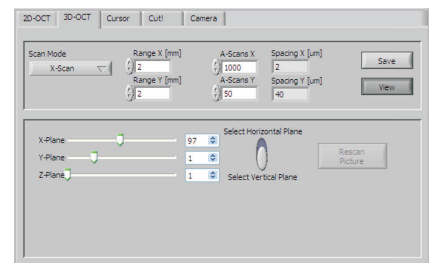 2D-OCT 3D-OCT Cursor Cut! Camera
Scan Mode Range X [mm] A-Scans X Spacing X [um]
X-Scan 2 1000 2 Save
Range Y [mm] A-Scans Y Spacing Y [um]
2 50 40 View
Select Horizontal Plane
X-Plane 97
Y-Plane 1 Rescan
Picture
Z-Plane 1 Select Vertical Plane